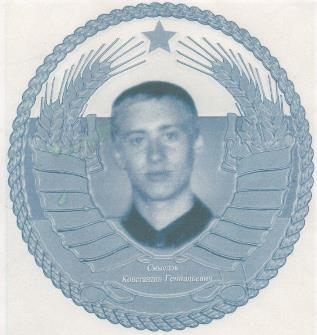 Смыслов
Константин Геннадьевич